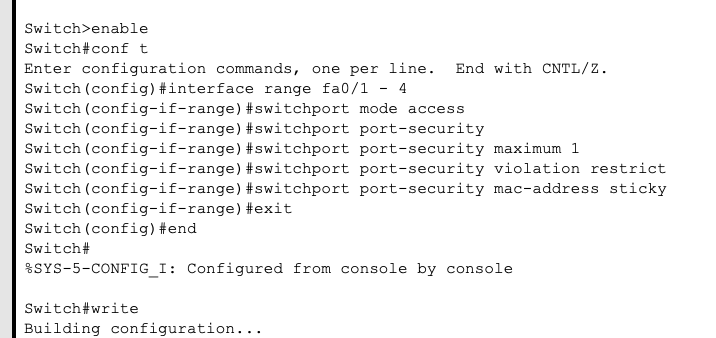 Switch>enable
Switch#conf t
Enter configuration commands, one per line.  End with CNTL/Z.
Switch(config)#interface range fa0/1 - 4
Switch(config-if-range)#switchport mode access
Switch(config-if-range)#switchport port-security
Switch(config-if-range)#switchport port-security maximum 1
Switch(config-if-range)#switchport port-security violation restrict
Switch(config-if-range)#switchport port-security mac-address sticky
Switch(config-if-range)#exit
Switch(config)#end
Switch#
%SYS-5-CONFIG_I: Configured from console by console
Switch#write
Building configuration...